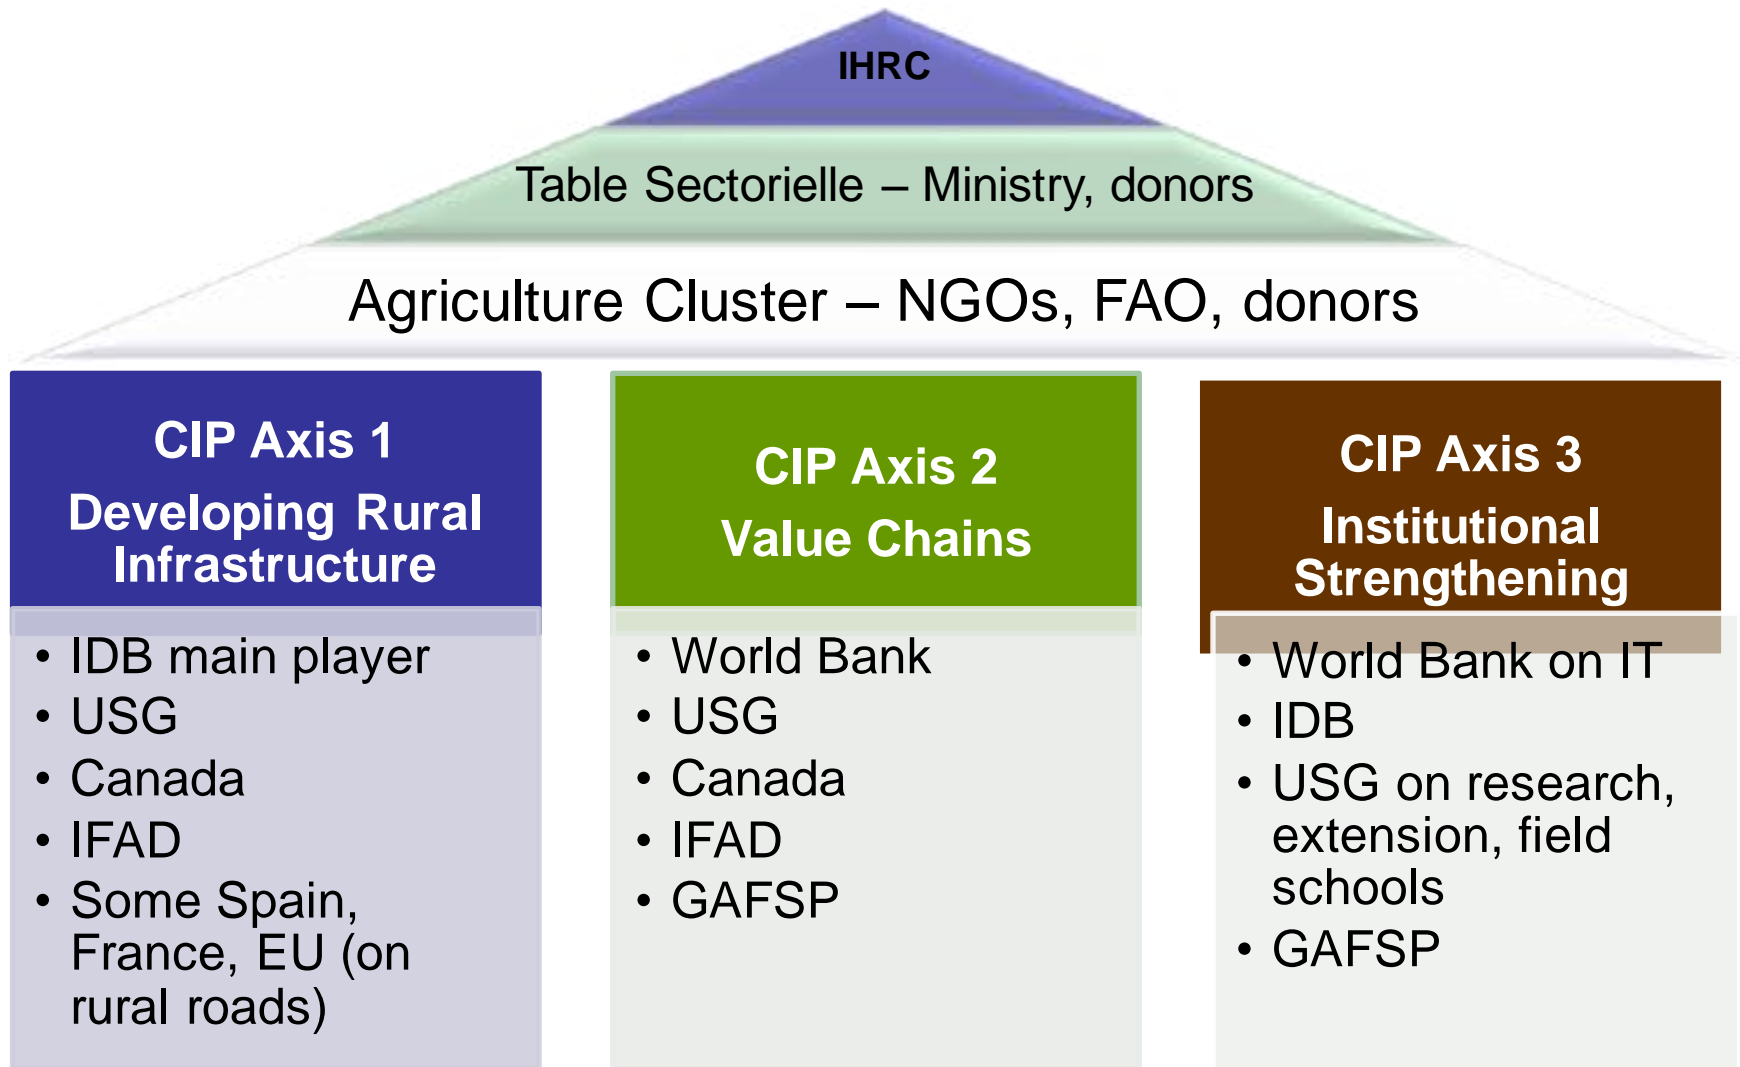 IHRC
Table Sectorielle – Ministry, donors
Agriculture Cluster – NGOs, FAO, donors
CIP Axis 1
Developing Rural
Infrastructure
• IDB main player
• USG
• Canada
• IFAD
• Some Spain,
France, EU (on
rural roads)
CIP Axis 2
Value Chains
• World Bank
• USG
• Canada
• IFAD
• GAFSP
CIP Axis 3
Institutional
Strengthening
• World Bank on IT
• IDB
• USG on research,
extension, field
schools
• GAFSP